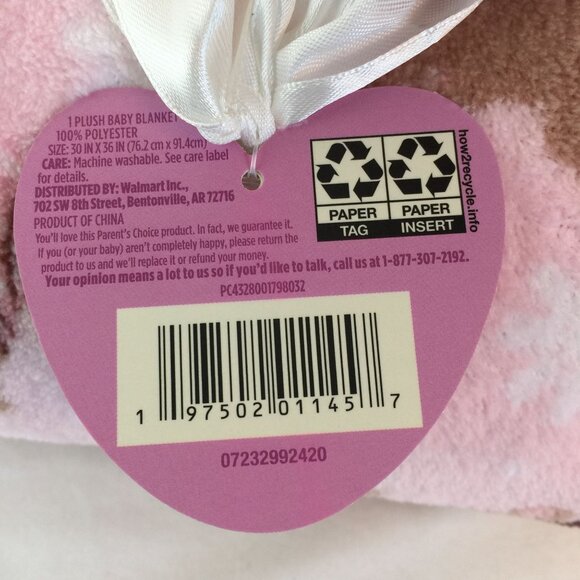 1 PLUSH BABY BLANKET
100% POLYESTER
SIZE: 30 IN X 36 IN (76.2 cm x 91.4cm)
CARE: Machine washable. See care label
for details.
DISTRIBUTED BY: Walmart Inc.,
702 SW 8th Street, Bentonville, AR 72716
PRODUCT OF CHINA
You'll love this Parent's Choice product. In fact, we guarantee it.
If you (or your baby) aren't completely happy, please return the
product to us and we'll replace it or refund your money.
Your opinion means a lot to us so if you'd like to talk, call us at 1-877-307-2192.
PC4328001798032
PAPER PAPER
TAG INSERT
how2recycle.info
1 97502 01145 7
07232992420